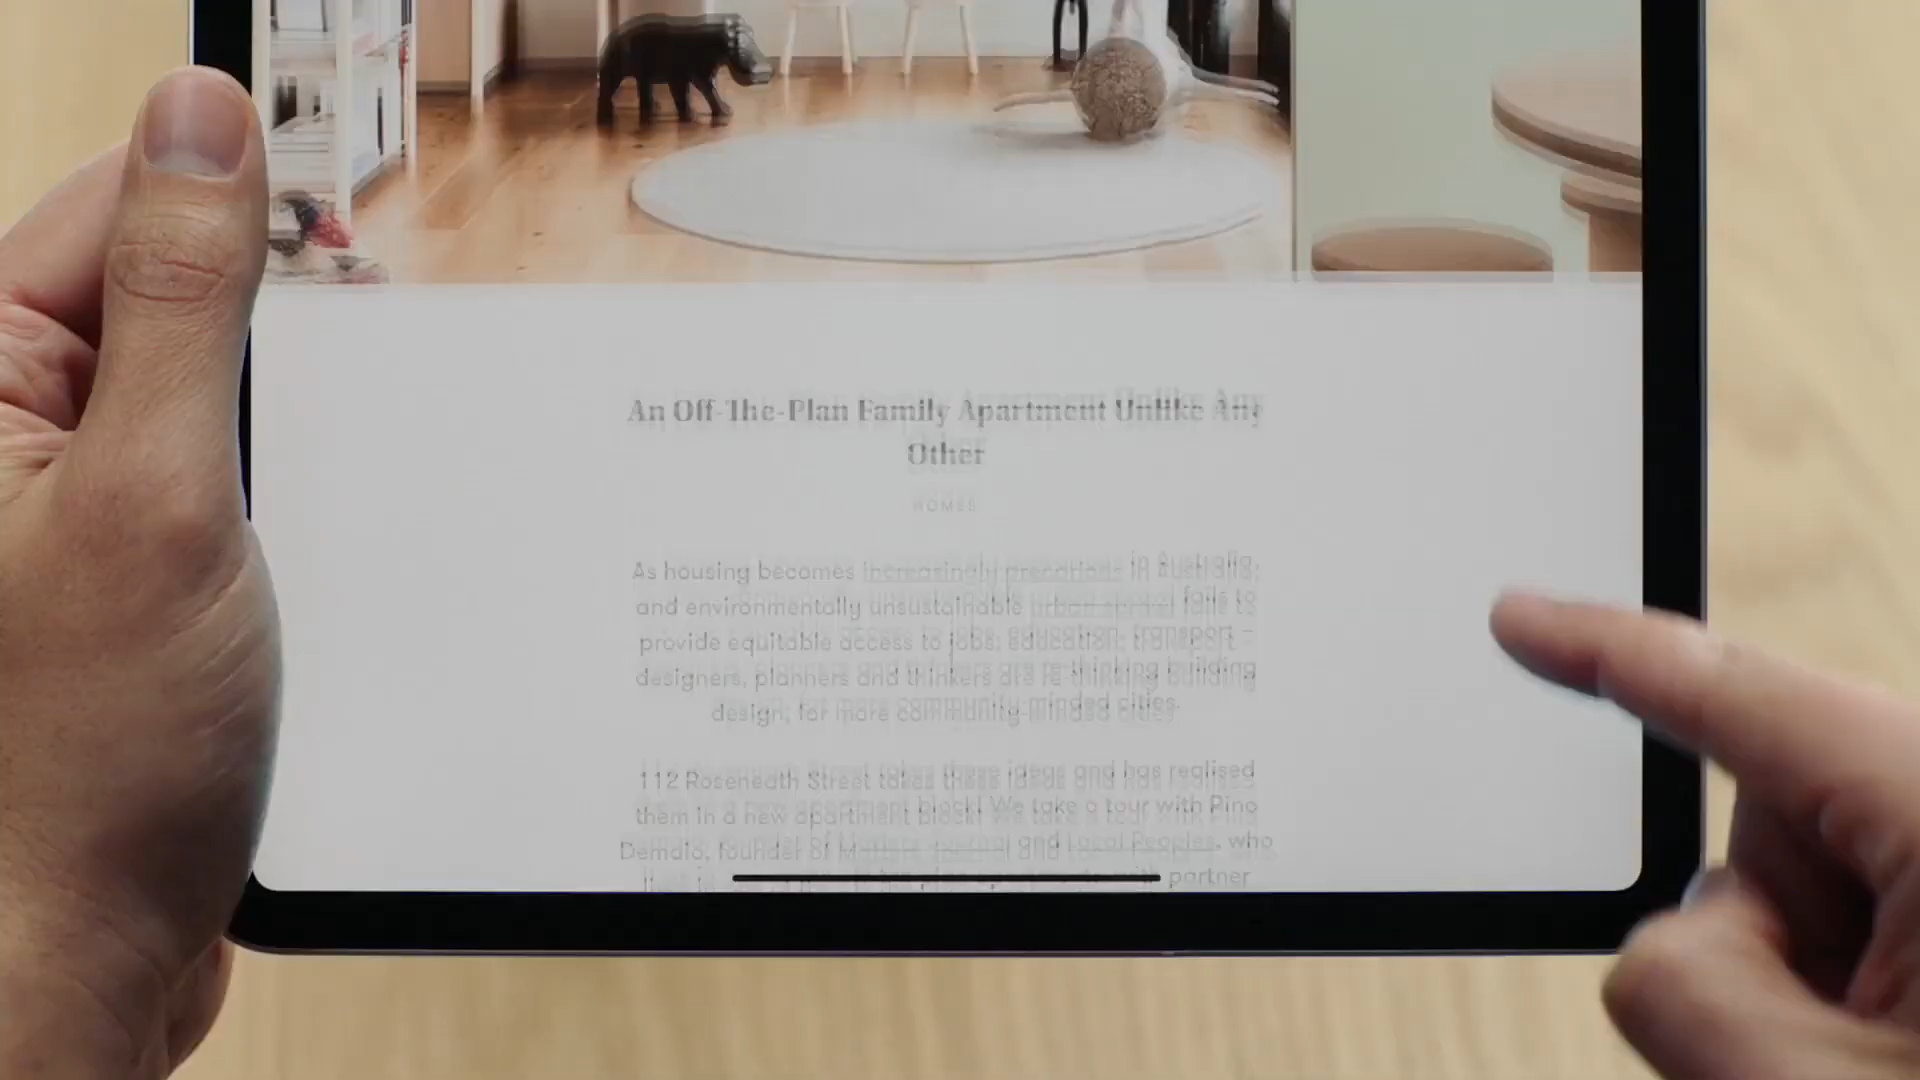 An Off-The-Plan Family Apartment Unlike Any
Other
HOMES
As housing becomes increasingly precarious in Australia,
and environmentally unsustainable urban sprawl fails to
provide equitable access to jobs, education, transport –
designers, planners and thinkers are re-thinking building
design, for more community-minded cities.
112 Roseneath Street takes these ideas and has realised
them in a new apartment block! We take a tour with Pino
Demaio, founder of Matters Journal and Local Peoples, who
partner